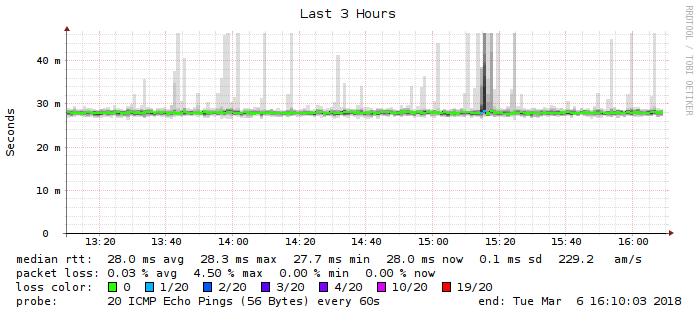 Last 3 Hours
RRDTOOL / TOBI OETIKER
Seconds
40 m
30 m
20 m
10 m
0
13:20 13:40 14:00 14:20 14:40 15:00 15:20 15:40 16:00
median rtt: 28.0 ms avg 28.3 ms max 27.7 ms min 28.0 ms now 0.1 ms sd 229.2 am/s
packet loss: 0.03 % avg 4.50 % max 0.00 % min 0.00 % now
loss color: 0 1/20 2/20 3/20 4/20 10/20 19/20
probe: 20 ICMP Echo Pings (56 Bytes) every 60s end: Tue Mar 6 16:10:03 2018